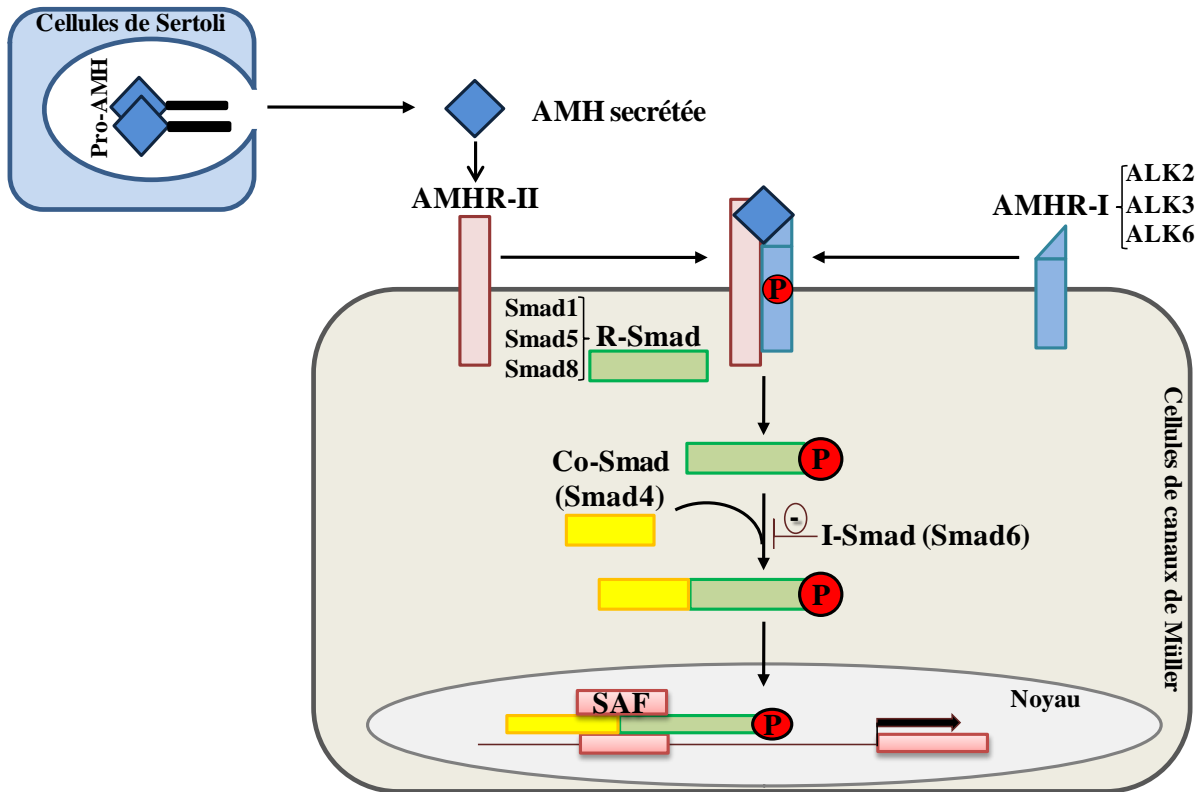 Cellules de Sertoli
Pro-AMH
AMH secrétée
AMHR-II
AMHR-I
ALK2
ALK3
ALK6
P
Smad1
Smad5
Smad8
R-Smad
P
Co-Smad
(Smad4)
-
I-Smad (Smad6)
P
Cellules de canaux de Müller
Noyau
SAF
P